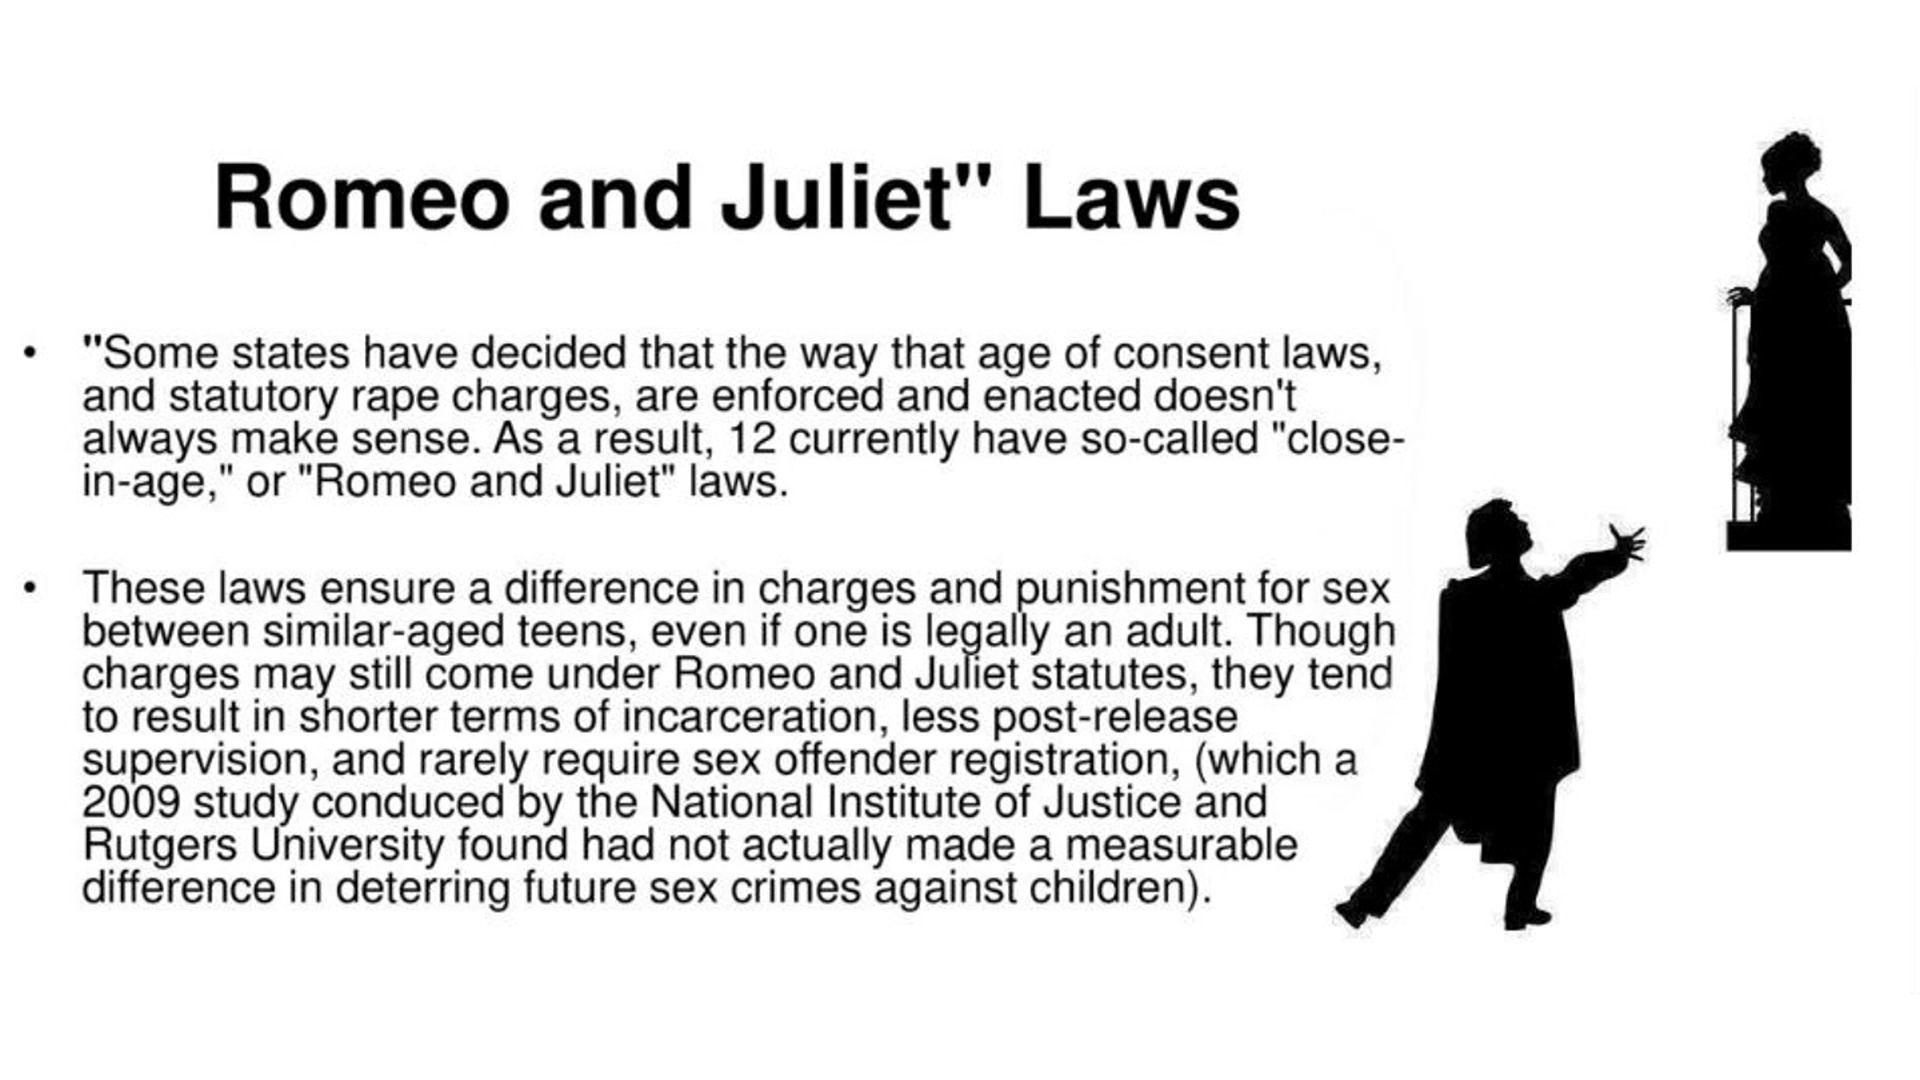 Romeo and Juliet" Laws
• "Some states have decided that the way that age of consent laws,
and statutory rape charges, are enforced and enacted doesn't
always make sense. As a result, 12 currently have so-called "close-
in-age," or "Romeo and Juliet" laws.
• These laws ensure a difference in charges and punishment for sex
between similar-aged teens, even if one is legally an adult. Though
charges may still come under Romeo and Juliet statutes, they tend
to result in shorter terms of incarceration, less post-release
supervision, and rarely require sex offender registration, (which a
2009 study conduced by the National Institute of Justice and
Rutgers University found had not actually made a measurable
difference in deterring future sex crimes against children).